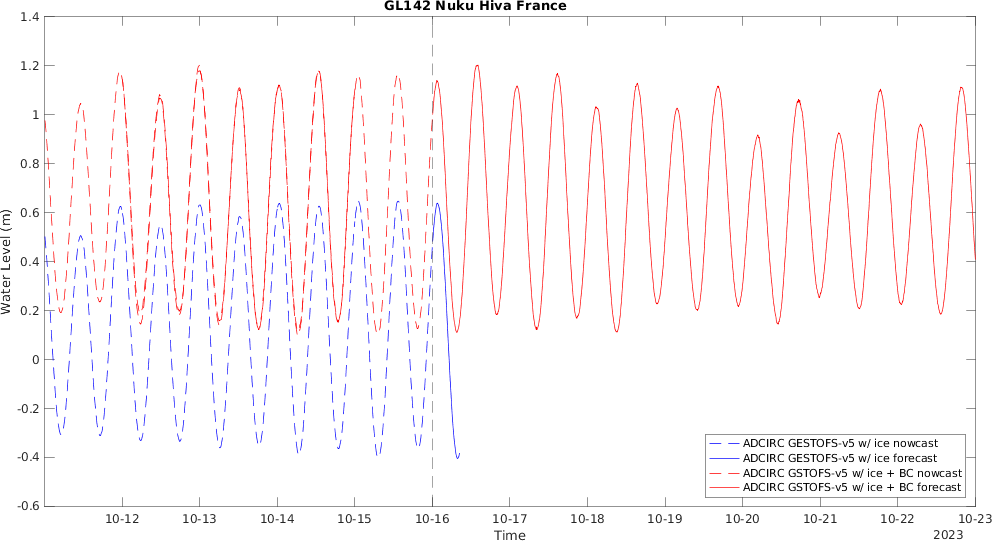 GL142 Nuku Hiva France
1.4
1.2
1
0.8
0.6
0.4
0.2
0
-0.2
-0.4
-0.6
Water Level (m)
ADCIRC GESTOFS-v5 w/ ice nowcast
ADCIRC GESTOFS-v5 w/ ice forecast
ADCIRC GSTOFS-v5 w/ ice + BC nowcast
ADCIRC GSTOFS-v5 w/ ice + BC forecast
10-12 10-13 10-14 10-15 10-16 10-17 10-18 10-19 10-20 10-21 10-22 10-23
Time
2023